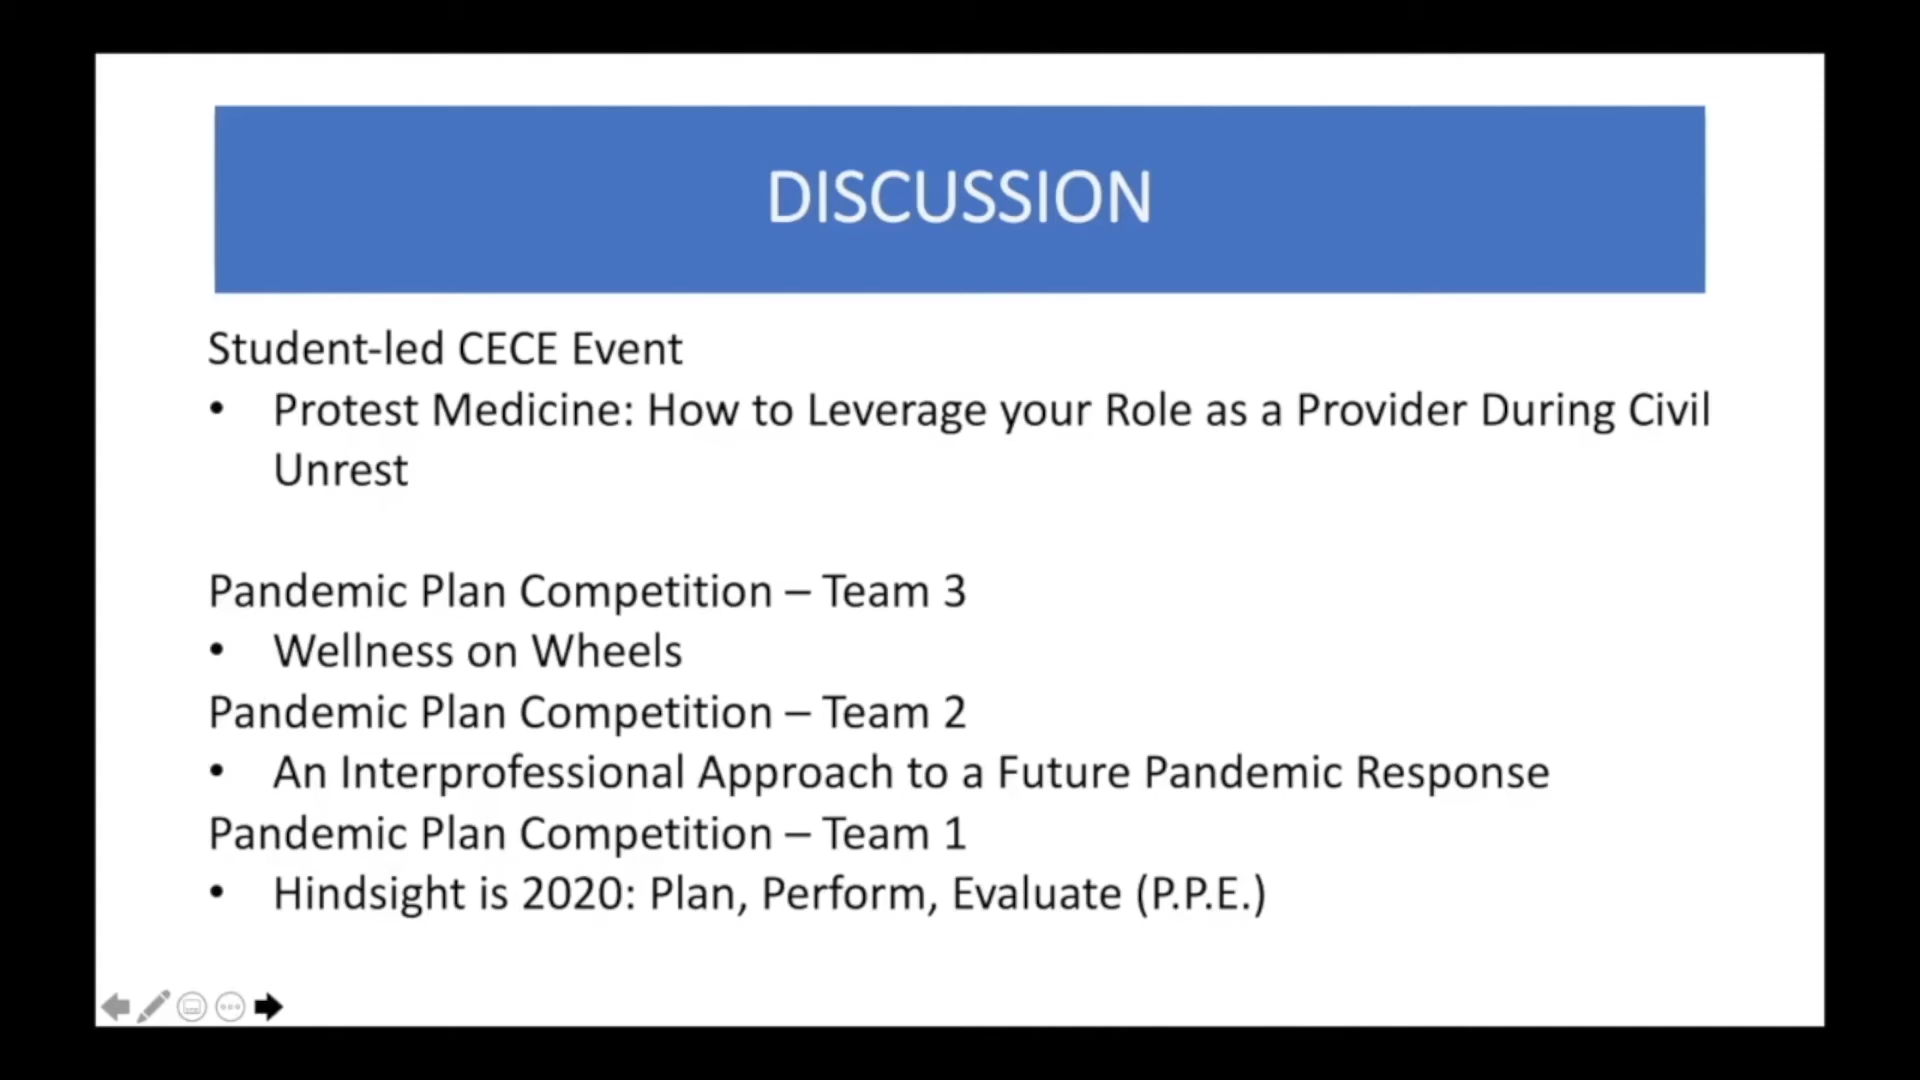 DISCUSSION
Student-led CECE Event
• Protest Medicine: How to Leverage your Role as a Provider During Civil
Unrest
Pandemic Plan Competition – Team 3
• Wellness on Wheels
Pandemic Plan Competition – Team 2
• An Interprofessional Approach to a Future Pandemic Response
Pandemic Plan Competition – Team 1
• Hindsight is 2020: Plan, Perform, Evaluate (P.P.E.)